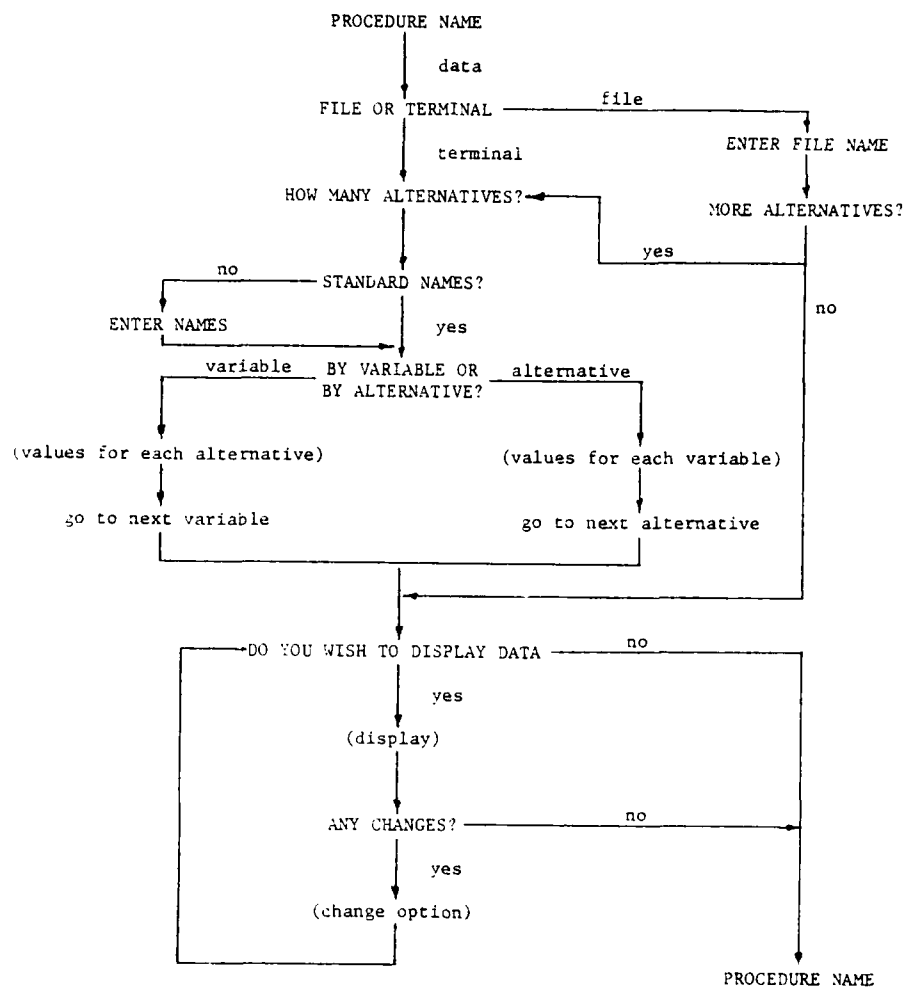 PROCEDURE NAME
data
FILE OR TERMINAL
file
terminal
ENTER FILE NAME
HOW MANY ALTERNATIVES?
MORE ALTERNATIVES?
yes
no
STANDARD NAMES?
no
ENTER NAMES
yes
variable
BY VARIABLE OR
BY ALTERNATIVE?
alternative
(values for each alternative)
(values for each variable)
go to next variable
go to next alternative
DO YOU WISH TO DISPLAY DATA
no
yes
(display)
ANY CHANGES?
no
yes
(change option)
PROCEDURE NAME